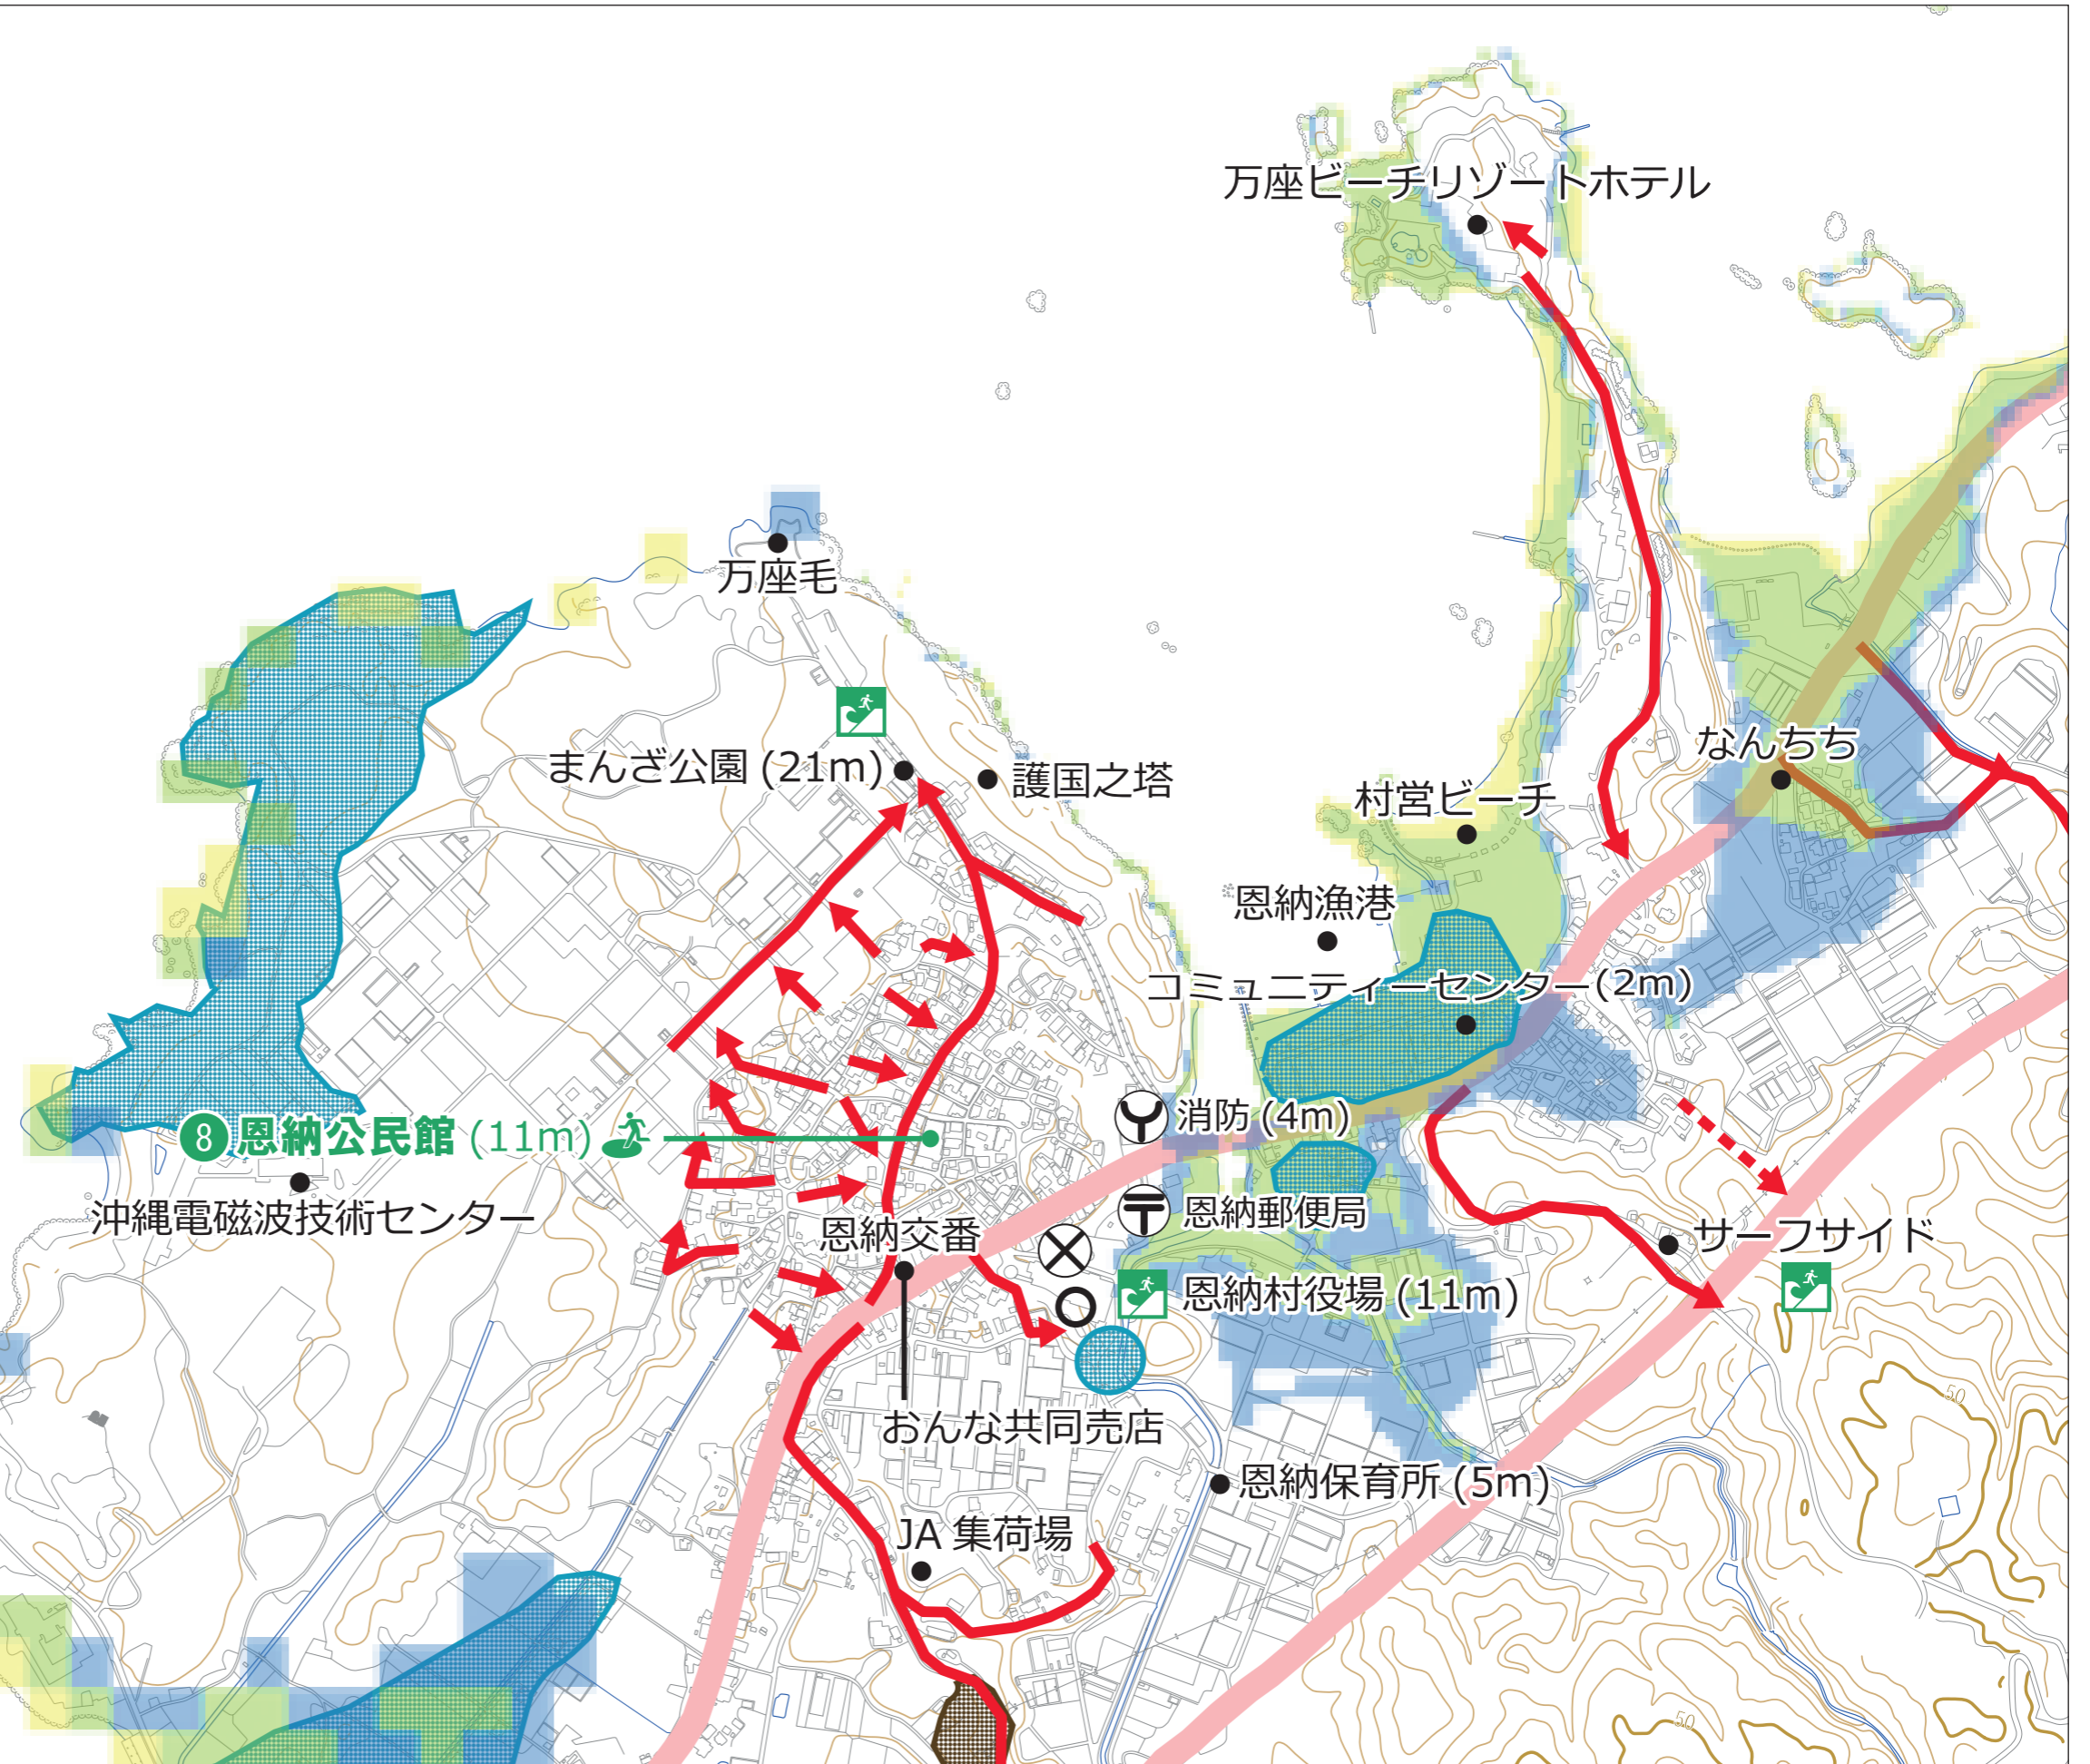 万座ビーチリゾートホテル
万座毛
まんざ公園 (21m)
護国之塔
なんちち
村営ビーチ
恩納漁港
コミュニティーセンター(2m)
消防 (4m)
8 恩納公民館 (11m)
沖縄電磁波技術センター
恩納郵便局
恩納交番
サーフサイド
恩納村役場 (11m)
おんな共同売店
恩納保育所 (5m)
JA 集荷場
50
50